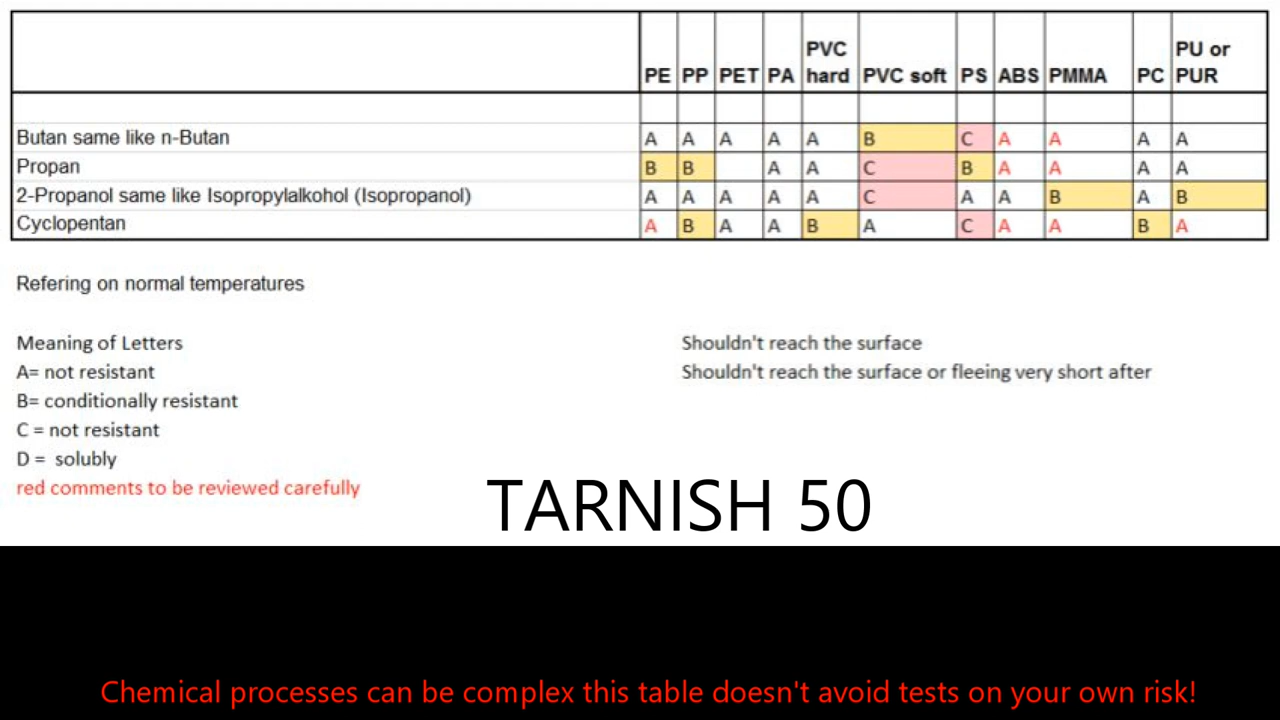 PE PP PET PA PVC hard PVC soft PS ABS PMMA PC PU or PUR
Butan same like n-Butan A A A A A B C A A A A
Propan B B A A C B A A A A
2-Propanol same like Isopropylalkohol (Isopropanol) A A A A A C A A B A B
Cyclopentan A B A A B A C A A B A
Refering on normal temperatures
Meaning of Letters
Shouldn't reach the surface
A= not resistant
Shouldn't reach the surface or fleeing very short after
B= conditionally resistant
C = not resistant
D = solubly
red comments to be reviewed carefully
TARNISH 50
Chemical processes can be complex this table doesn't avoid tests on your own risk!